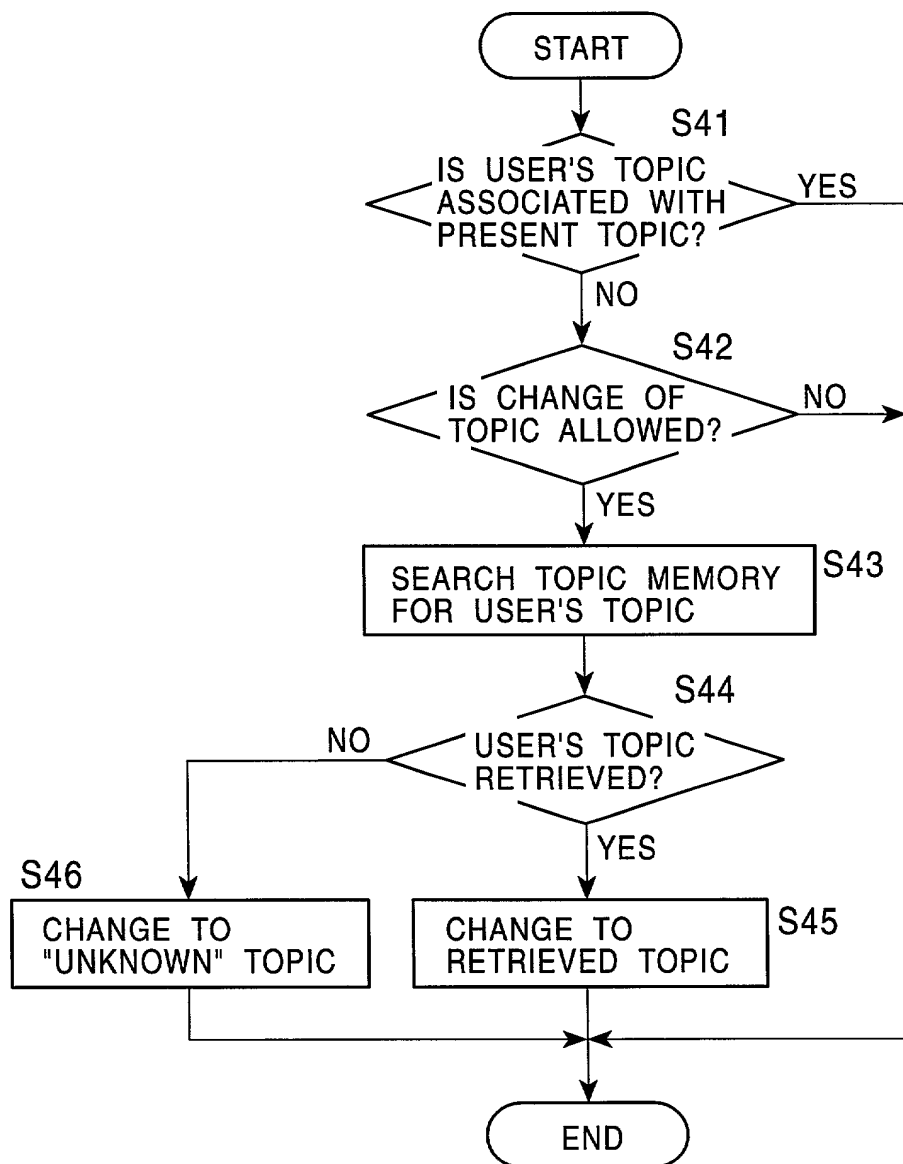 START
S41
IS USER'S TOPIC
ASSOCIATED WITH
PRESENT TOPIC?
YES
NO
S42
IS CHANGE OF
TOPIC ALLOWED?
NO
YES
S43
SEARCH TOPIC MEMORY
FOR USER'S TOPIC
S44
USER'S TOPIC
RETRIEVED?
NO
YES
S46
CHANGE TO
"UNKNOWN" TOPIC
S45
CHANGE TO
RETRIEVED TOPIC
END